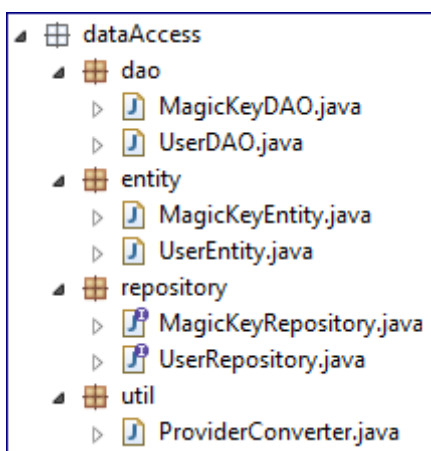 dataAccess
dao
MagicKeyDAO.java
UserDAO.java
entity
MagicKeyEntity.java
UserEntity.java
repository
MagicKeyRepository.java
UserRepository.java
util
ProviderConverter.java